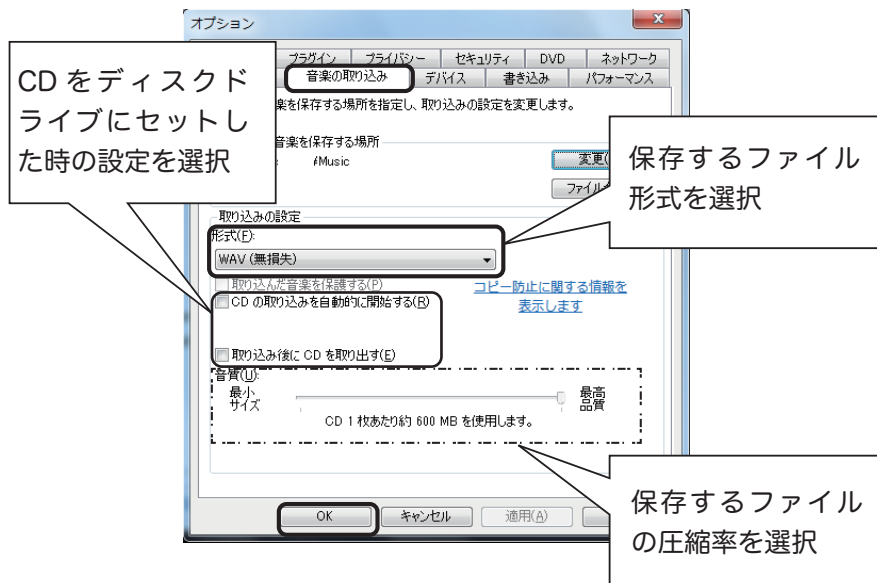 オプション
プラグイン プライバシー セキュリティ DVD ネットワーク
音楽の取り込み デバイス 書き込み パフォーマンス
CD をディスクド
ライブにセットし
た時の設定を選択
楽を保存する場所を指定し、取り込みの設定を変更します。
音楽を保存する場所
Music
変更(
ファイル
保存するファイル
形式を選択
取り込みの設定
形式(F):
WAV (無損失)
取り込んだ音楽を保護する(P)
CD の取り込みを自動的に開始する(R)
コピー防止に関する情報を
表示します
取り込み後に CD を取り出す(E)
音質(U):
最小
サイズ
最高
品質
CD 1 枚あたり約 600 MB を使用します。
保存するファイル
の圧縮率を選択
OK キャンセル 適用(A)